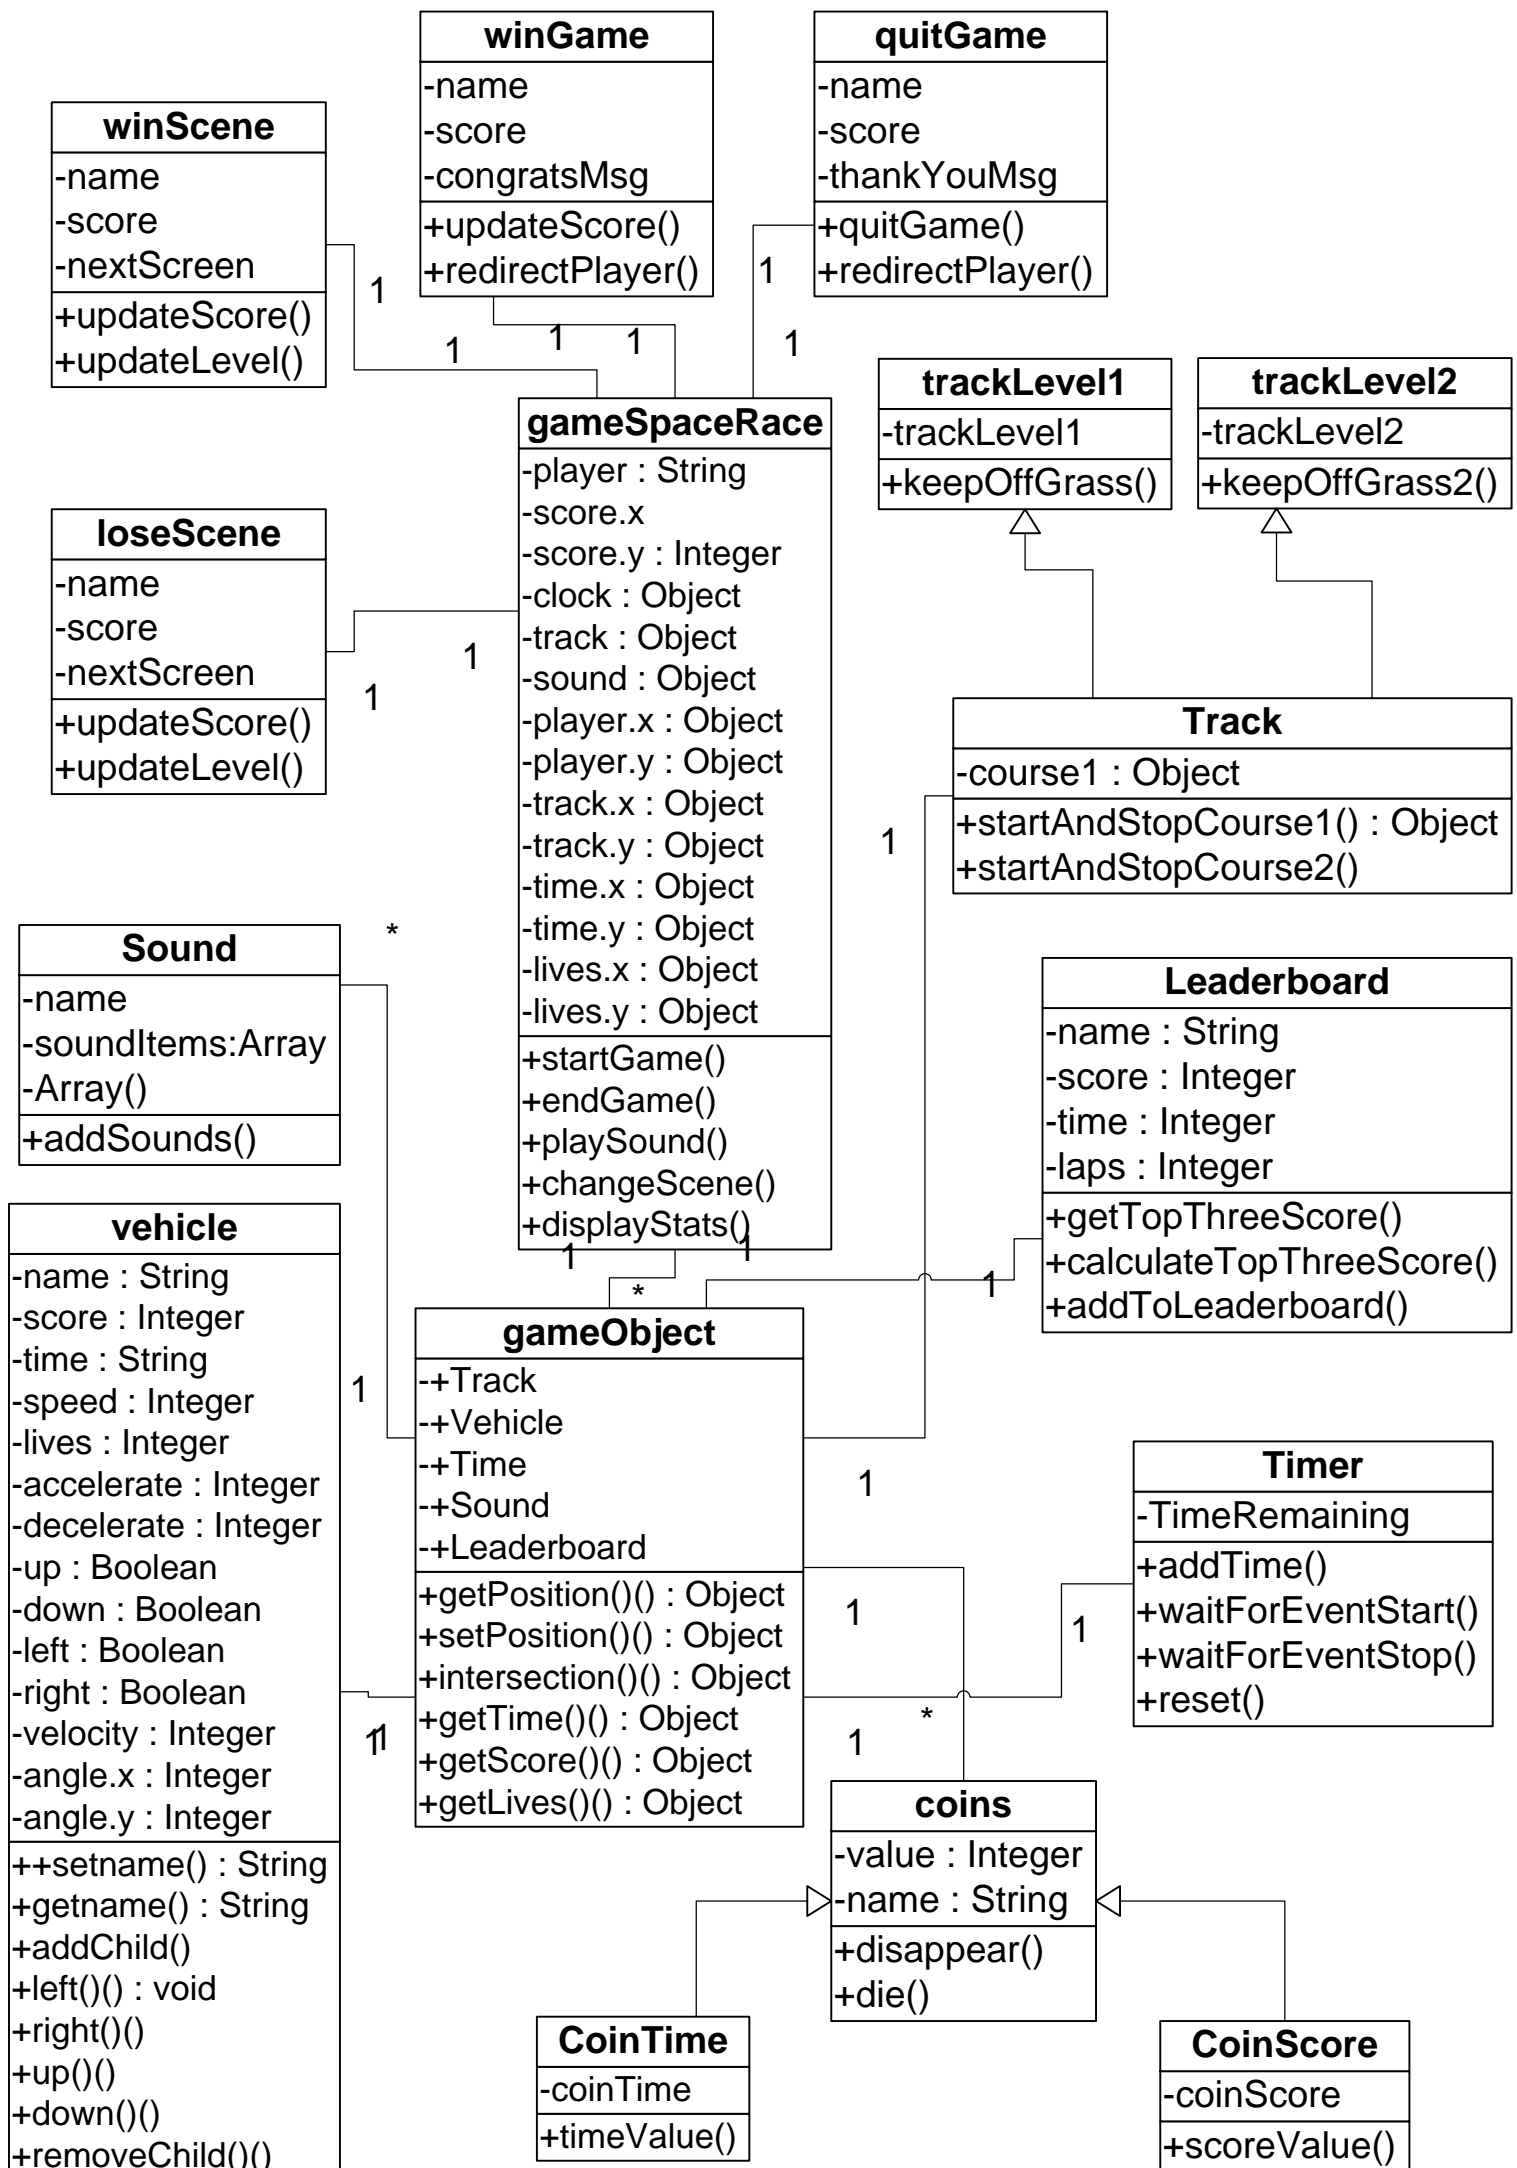 winGame
-name
-score
-congratsMsg
+updateScore()
+redirectPlayer()
quitGame
-name
-score
-thankYouMsg
+quitGame()
+redirectPlayer()
winScene
-name
-score
-nextScreen
+updateScore()
+updateLevel()
1
1
1
1
1
1
trackLevel1
-trackLevel1
+keepOffGrass()
trackLevel2
-trackLevel2
+keepOffGrass2()
gameSpaceRace
-player : String
-score.x
-score.y : Integer
-clock : Object
-track : Object
-sound : Object
-player.x : Object
-player.y : Object
-track.x : Object
-track.y : Object
-time.x : Object
-time.y : Object
-lives.x : Object
-lives.y : Object
+startGame()
+endGame()
+playSound()
+changeScene()
+displayStats()
loseScene
-name
-score
-nextScreen
+updateScore()
+updateLevel()
1
1
Track
-course1 : Object
+startAndStopCourse1() : Object
+startAndStopCourse2()
1
*
Sound
-name
-soundItems:Array
-Array()
+addSounds()
Leaderboard
-name : String
-score : Integer
-time : Integer
-laps : Integer
+getTopThreeScore()
+calculateTopThreeScore()
+addToLeaderboard()
1
1
1
*
vehicle
-name : String
-score : Integer
-time : String
-speed : Integer
-lives : Integer
-accelerate : Integer
-decelerate : Integer
-up : Boolean
-down : Boolean
-left : Boolean
-right : Boolean
-velocity : Integer
-angle.x : Integer
-angle.y : Integer
++setname() : String
+getname() : String
+addChild()
+left()() : void
+right()()
+up()()
+down()()
+removeChild()()
1
1
1
gameObject
-+Track
-+Vehicle
-+Time
-+Sound
-+Leaderboard
+getPosition()() : Object
+setPosition()() : Object
+intersection()() : Object
+getTime()() : Object
+getScore()() : Object
+getLives()() : Object
1
1
1
*
1
Timer
-TimeRemaining
+addTime()
+waitForEventStart()
+waitForEventStop()
+reset()
coins
-value : Integer
-name : String
+disappear()
+die()
CoinTime
-coinTime
+timeValue()
CoinScore
-coinScore
+scoreValue()